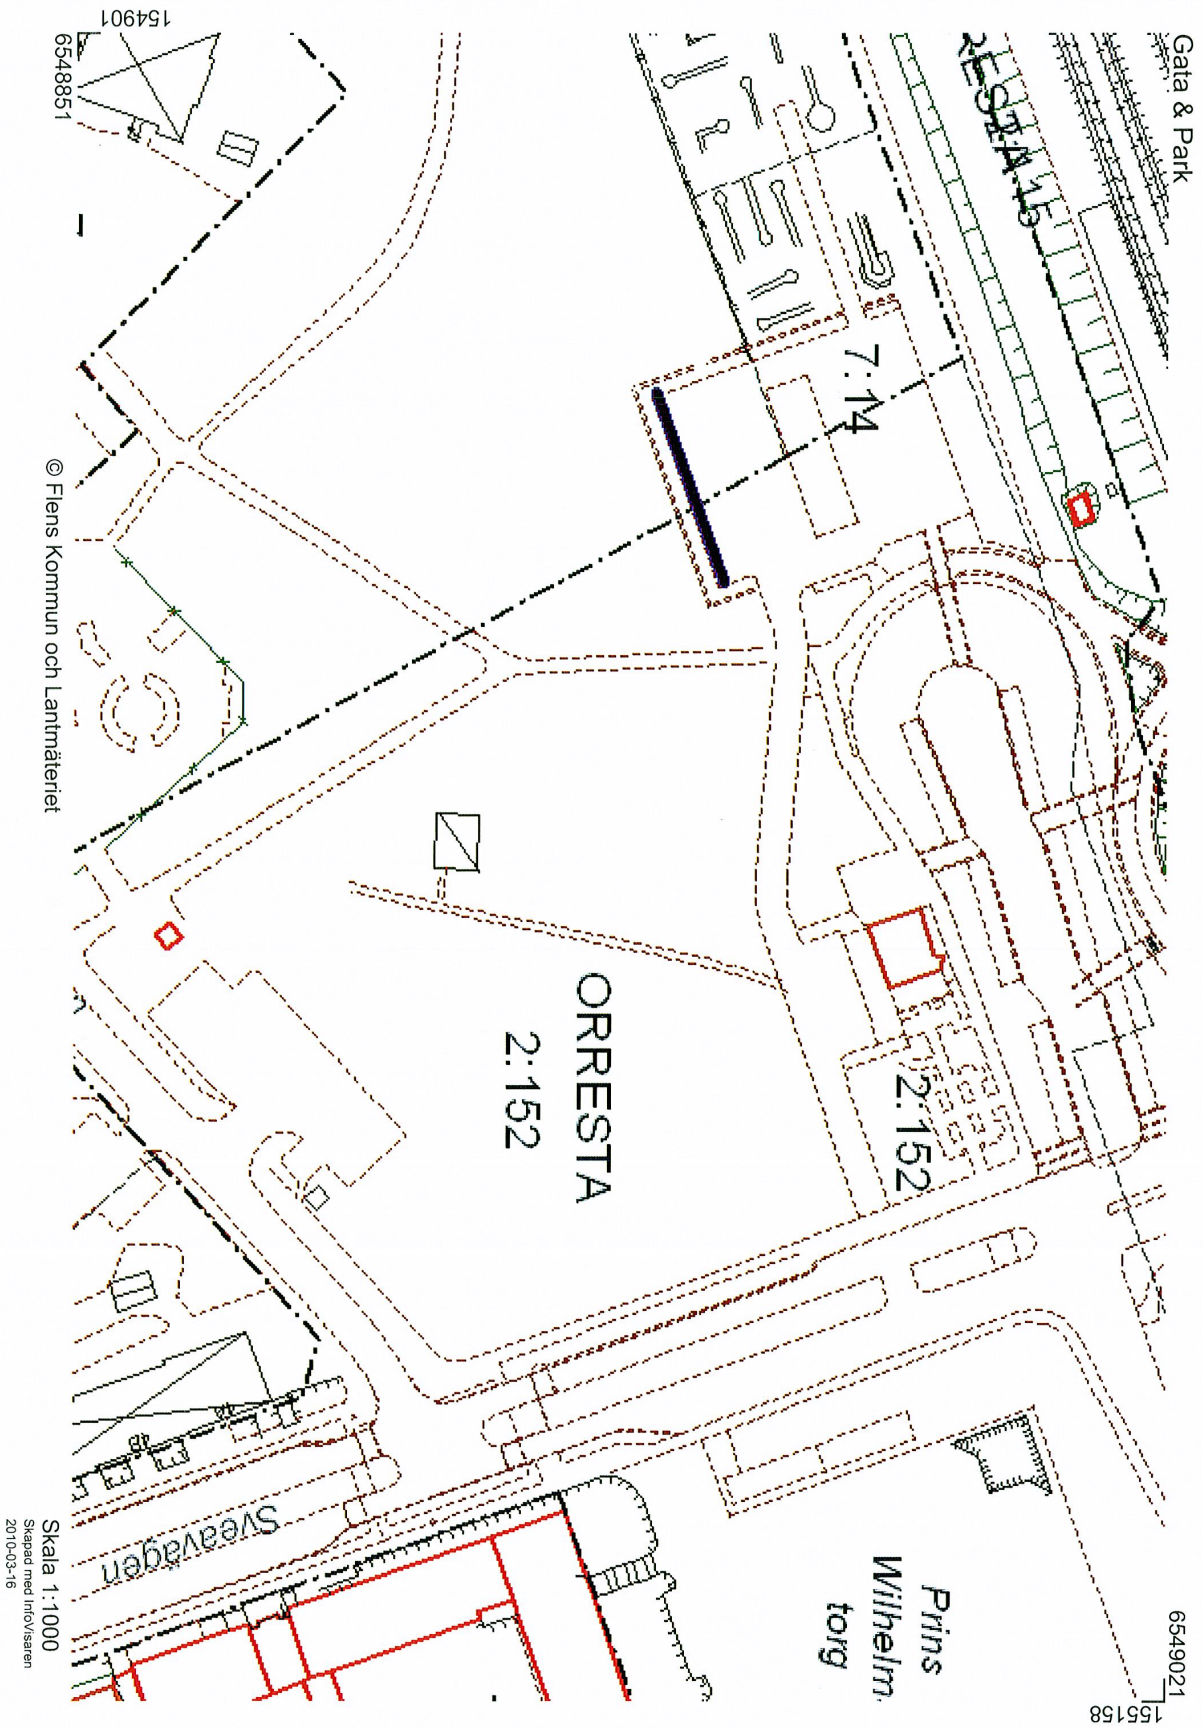 Gata & Park
154901
6548851
RESTA 15
7:14
ORRESTA
2:152
2:152
Prins
Wilhelm
torg
Sveavägen
6549021
155158
© Flens Kommun och Lantmäteriet
Skala 1:1000
Skapad med InfoVisaren
2010-03-16